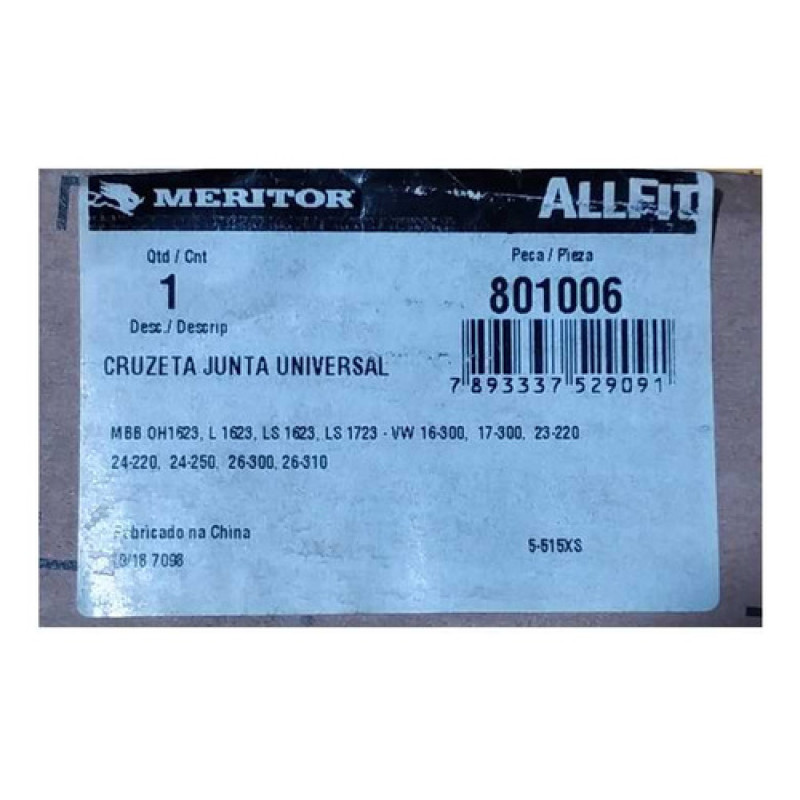 MERITOR ALLFIT
Qtd / Cnt
1
Peca / Pieza
801006
Desc./ Descrip
CRUZETA JUNTA UNIVERSAL
7 893337 529091
MBB OH1623, L 1623, LS 1623, LS 1723 - VW 16-300, 17-300, 23-220
24-220, 24-250, 26-300, 26-310
Fabricado na China
5-515XS